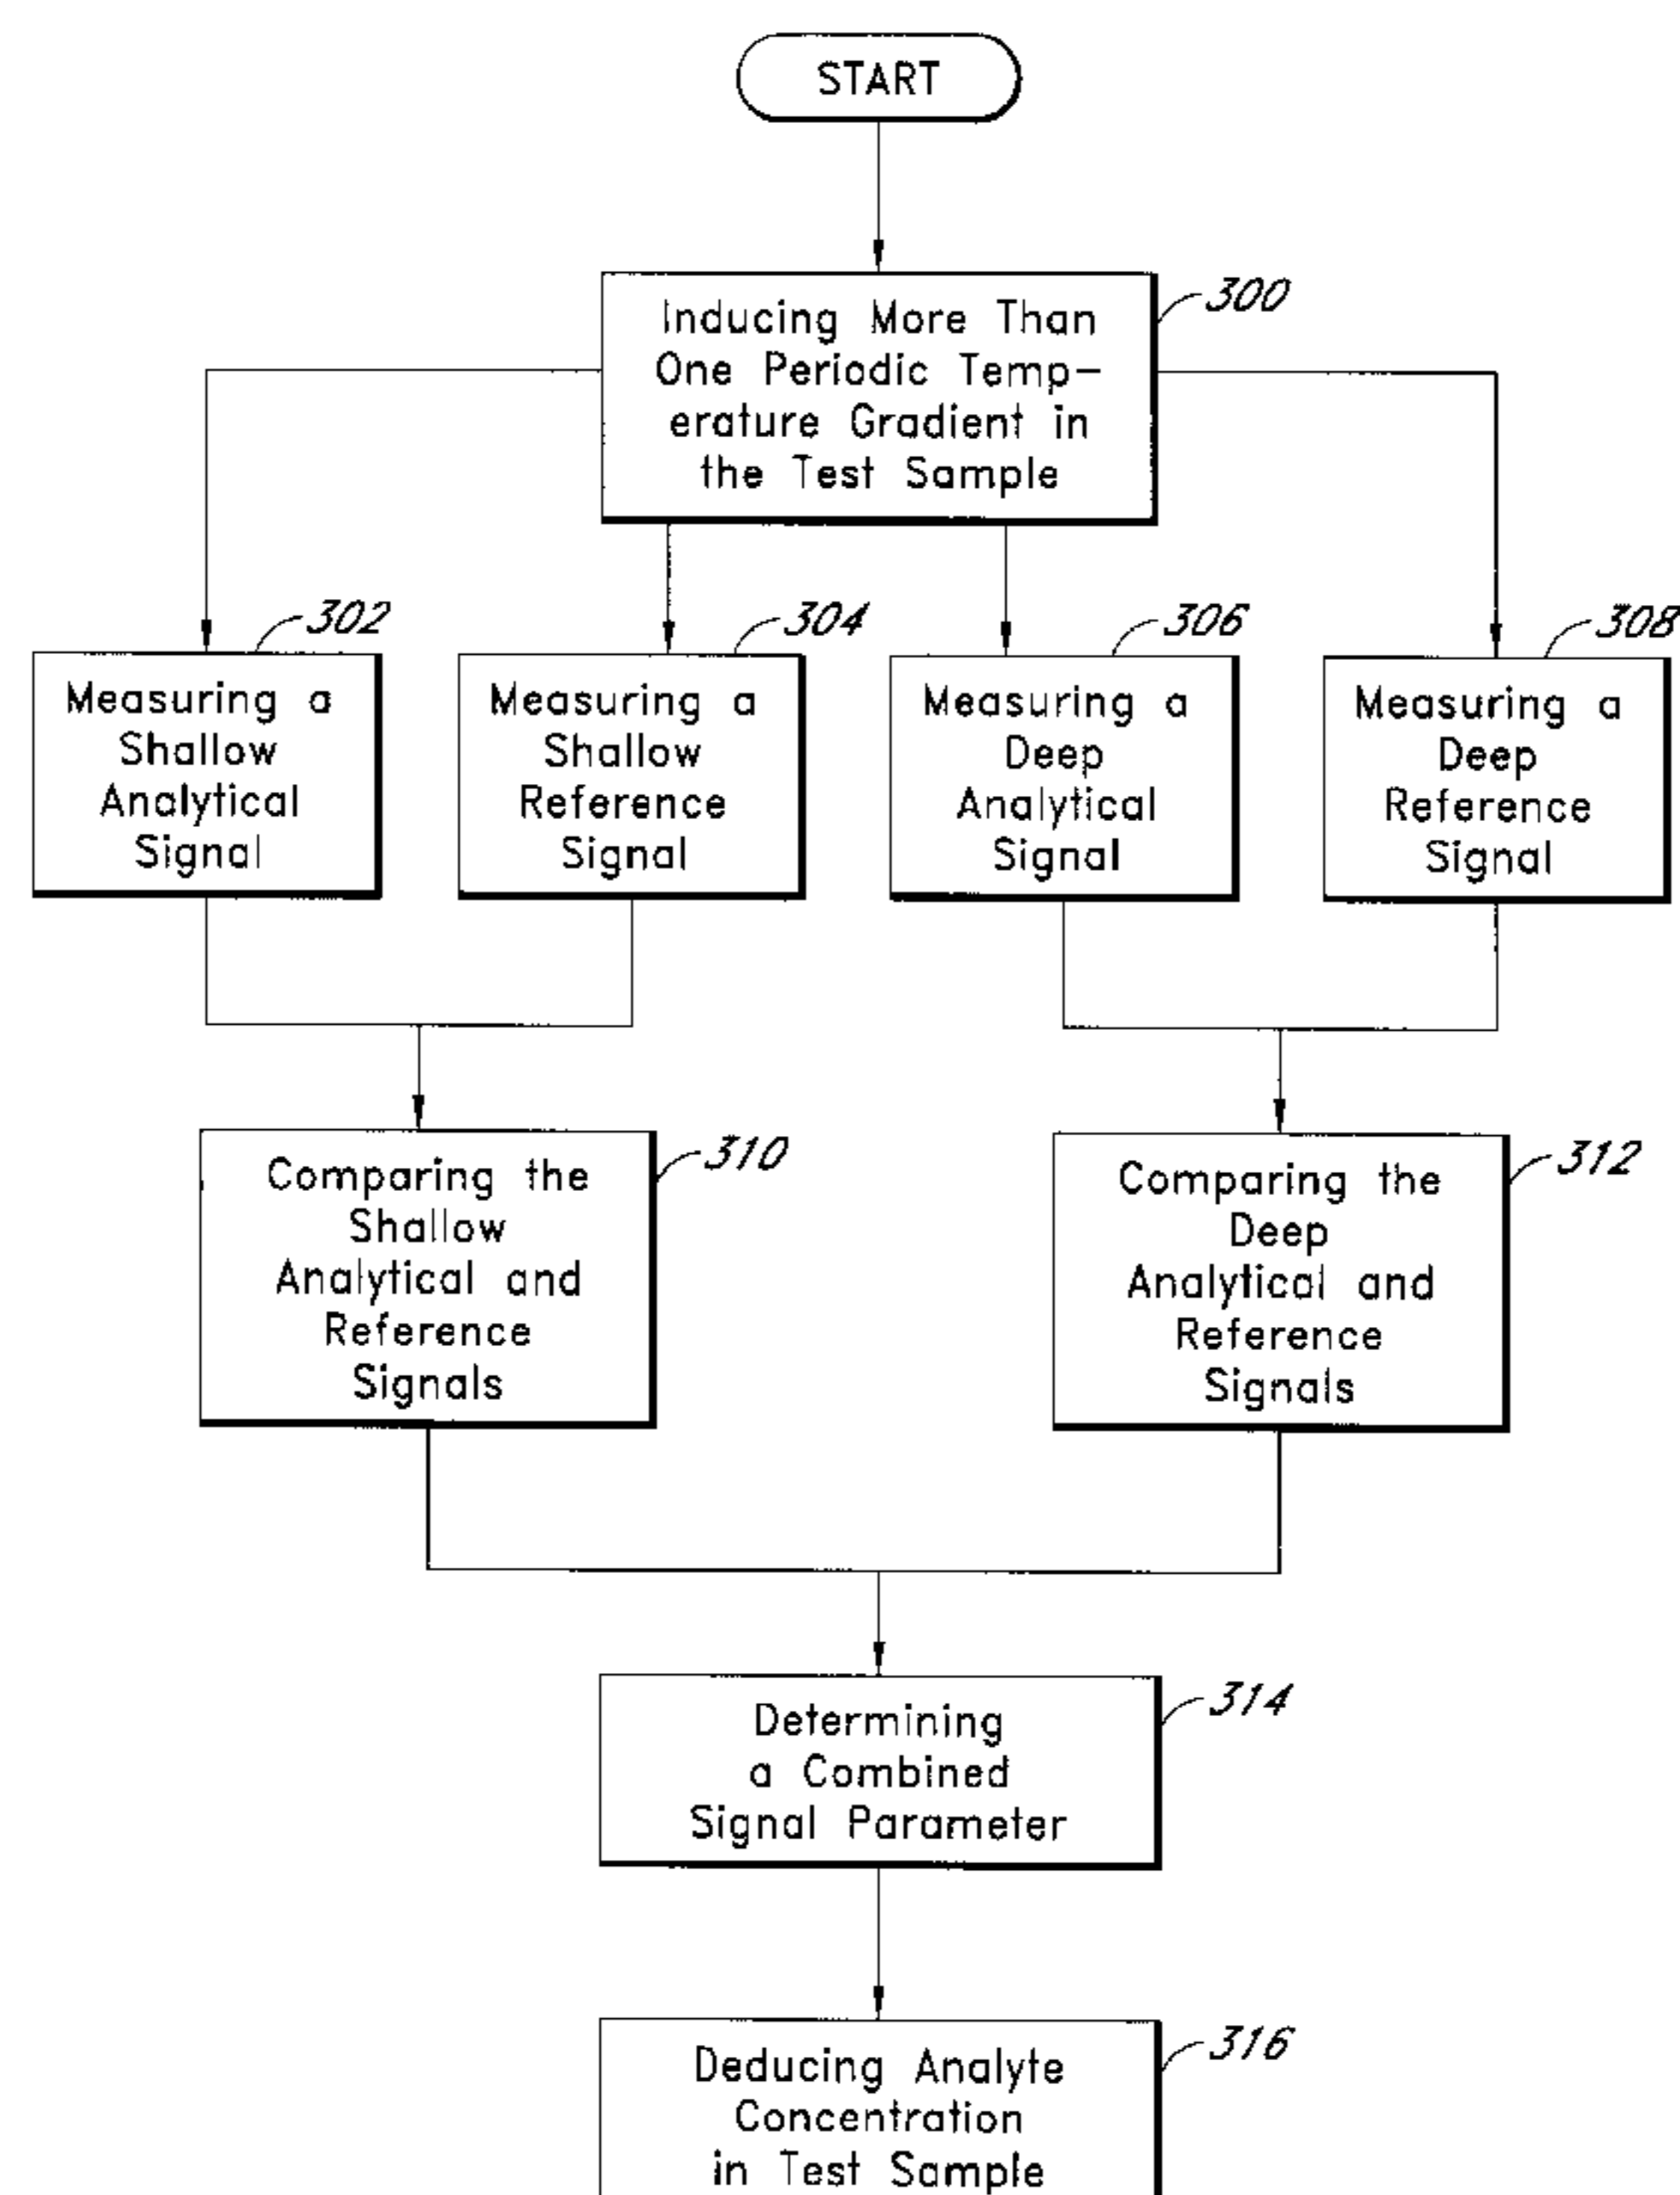 START
300
Inducing More Than
One Periodic Temp-
erature Gradient in
the Test Sample
302
Measuring a
Shallow
Analytical
Signal
304
Measuring a
Shallow
Reference
Signal
306
Measuring a
Deep
Analytical
Signal
308
Measuring a
Deep
Reference
Signal
310
Comparing the
Shallow
Analytical and
Reference
Signals
312
Comparing the
Deep
Analytical and
Reference
Signals
314
Determining
a Combined
Signal Parameter
316
Deducing Analyte
Concentration
in Test Sample